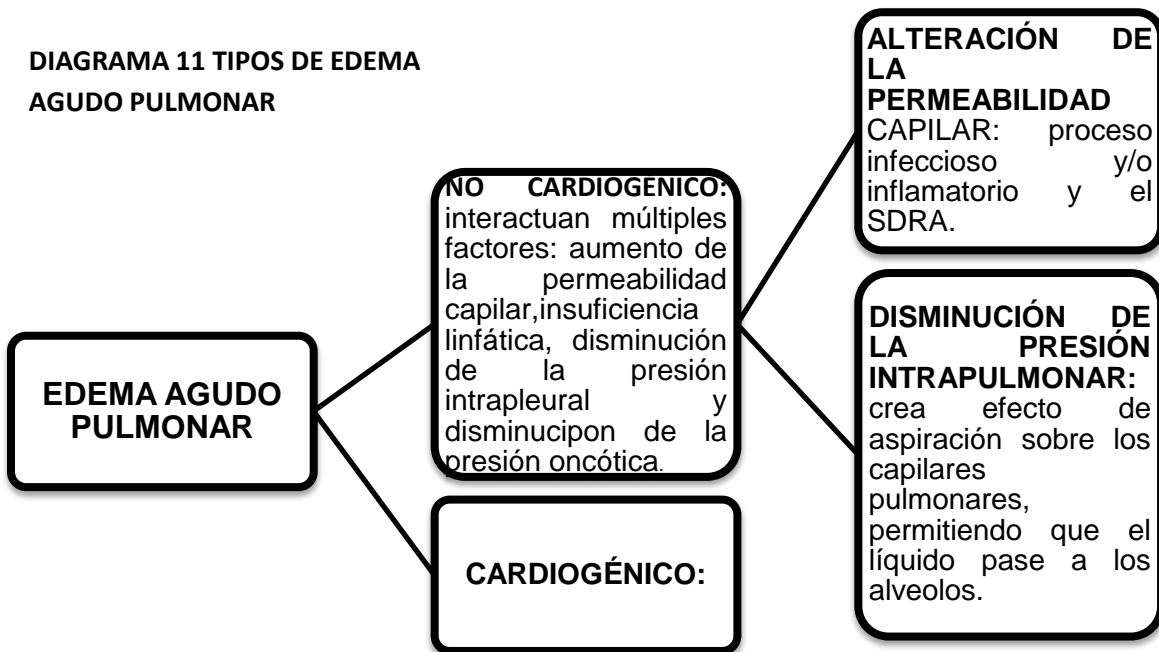 DIAGRAMA 11 TIPOS DE EDEMA
AGUDO PULMONAR
EDEMA AGUDO
PULMONAR
NO CARDIOGÉNICO:
interactuan múltiples
factores: aumento de
la permeabilidad
capilar,insuficiencia
linfática, disminución
de la presión
intrapleural y
disminucipon de la
presión oncótica.
CARDIOGÉNICO:
ALTERACIÓN DE
LA
PERMEABILIDAD
CAPILAR: proceso
infeccioso y/o
inflamatorio y el
SDRA.
DISMINUCIÓN DE
LA PRESIÓN
INTRAPULMONAR:
crea efecto de
aspiración sobre los
capilares
pulmonares,
permitiendo que el
líquido pase a los
alveolos.